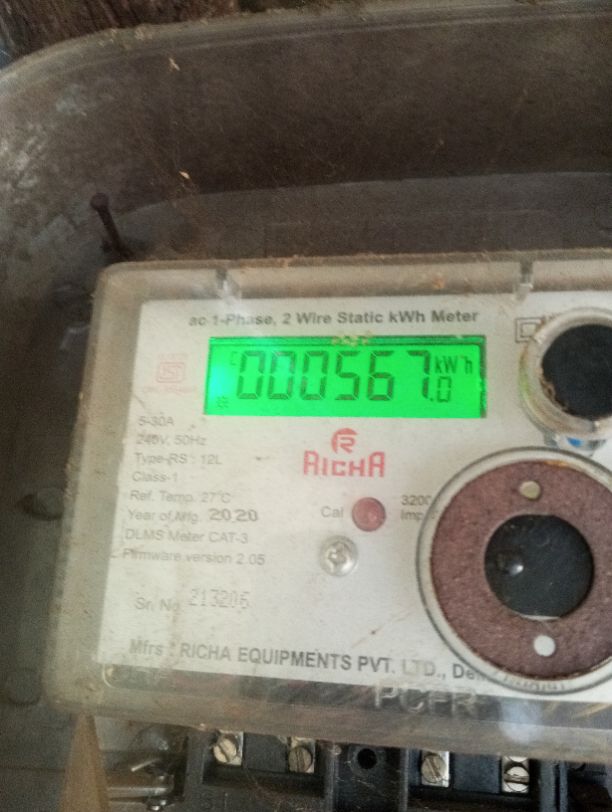 ac 1-Phase, 2 Wire Static kWh Meter
C 000567.0 kWh
5-30A
240V, 50Hz
Type-RS : 12L
Class-1
Ref. Temp. 27°C
Year of Mfg. 2020
DLMS Meter CAT-3
Firmware version 2.05
RICHA
Cal
3200
Imp
Sr. No. 213206
Mfrs : RICHA EQUIPMENTS PVT. LTD.,